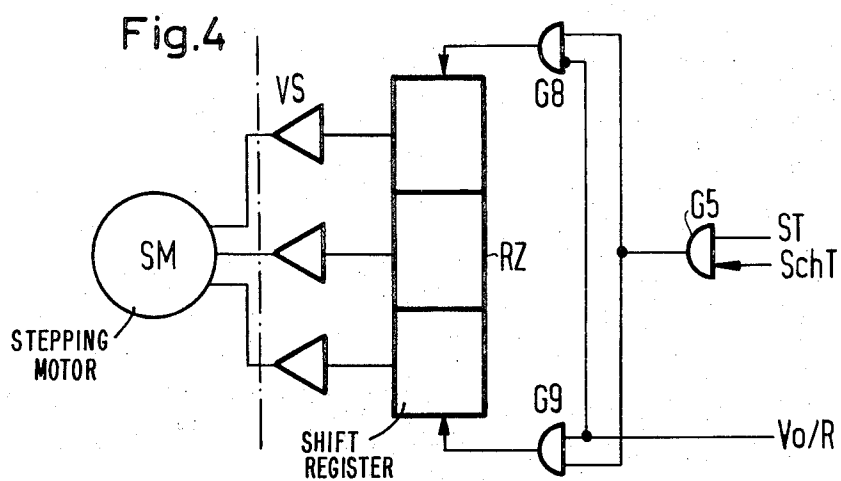 Fig.4
VS
G8
G5
ST
SchT
SM
RZ
STEPPING
MOTOR
G9
Vo/R
SHIFT
REGISTER